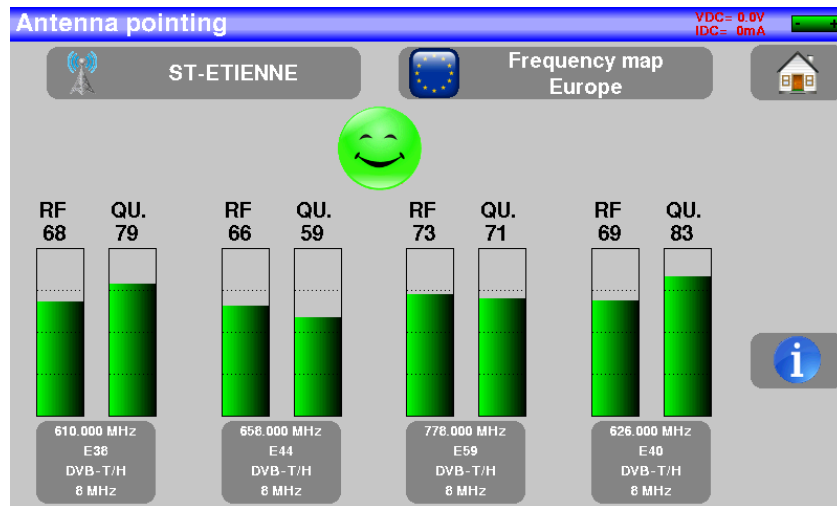 Antenna pointing
VDC= 0.0V
IDC= 0mA
- +
ST-ETIENNE
Frequency map
Europe
RF QU. RF QU. RF QU. RF QU.
68 79 66 59 73 71 69 83
610.000 MHz 658.000 MHz 778.000 MHz 626.000 MHz
E38 E44 E59 E40
DVB-T/H DVB-T/H DVB-T/H DVB-T/H
8 MHz 8 MHz 8 MHz 8 MHz
i